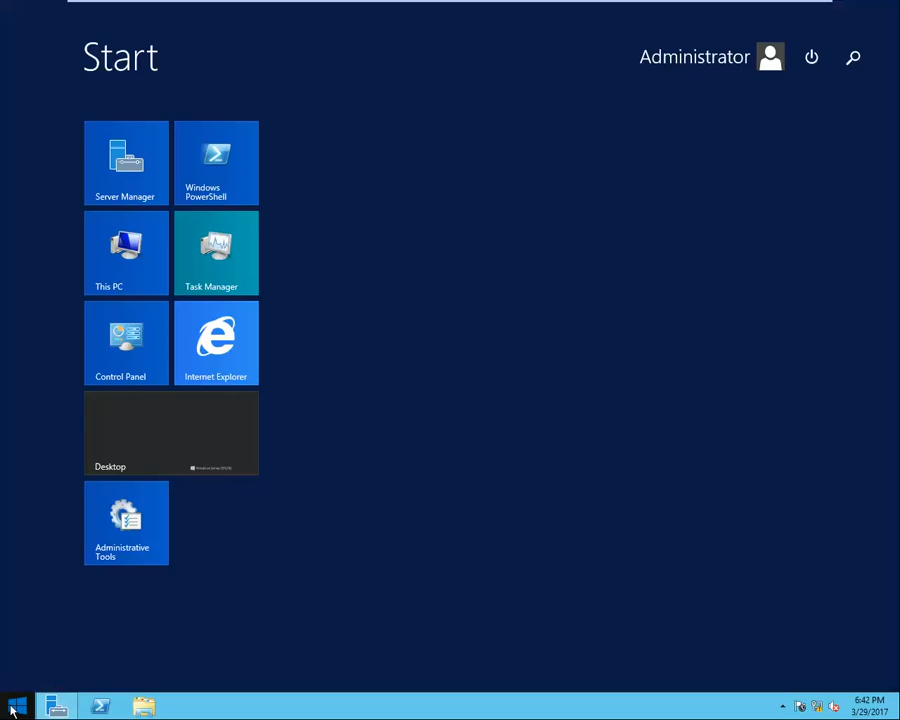 Start
Administrator
Server Manager
Windows
PowerShell
This PC
Task Manager
Control Panel
Internet Explorer
Desktop
Administrative
Tools
6:42 PM
3/29/2017